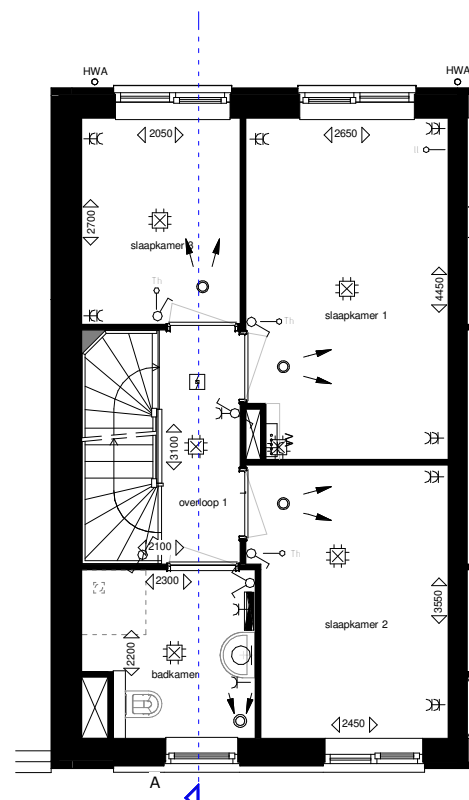 HWA
HWA
2050
2650
II
2700
slaapkamer 3
4450
Th
slaapkamer 1
Th
3100
overloop 1
2100
Th
2300
3550
slaapkamer 2
2200
badkamer
2450
A